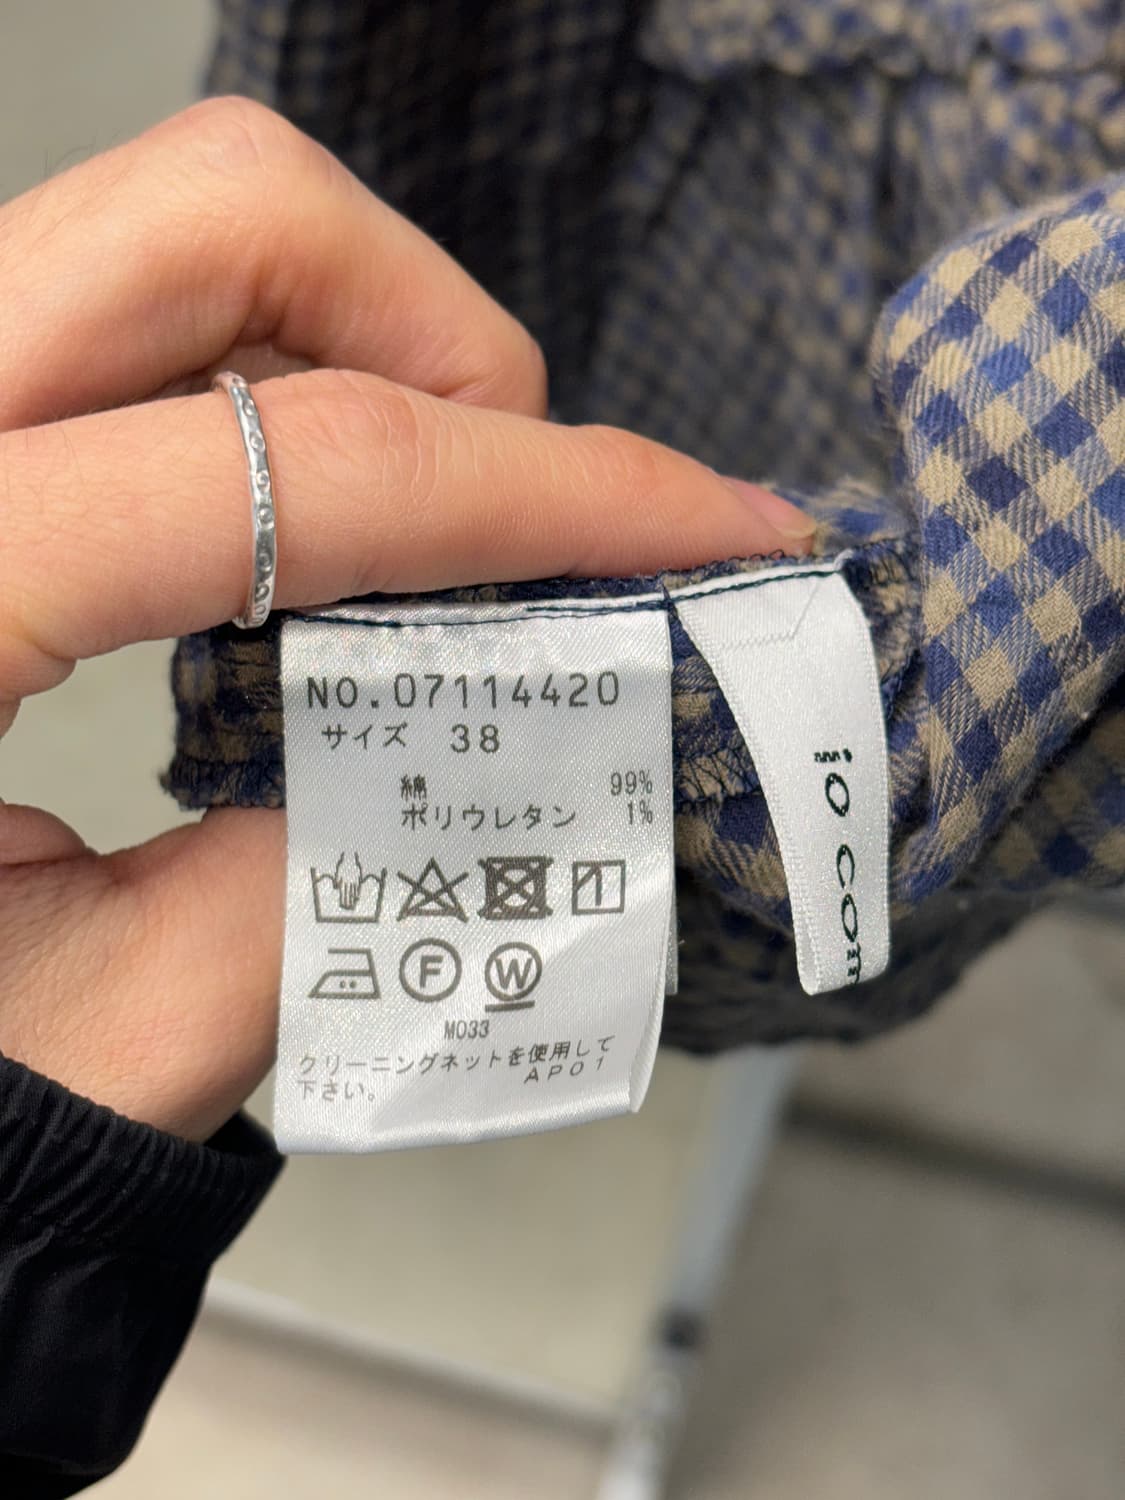 NO.07114420
サイズ 38
綿 99%
ポリウレタン 1%
F W
M033
クリーニングネットを使用して
下さい。 AP01
io com